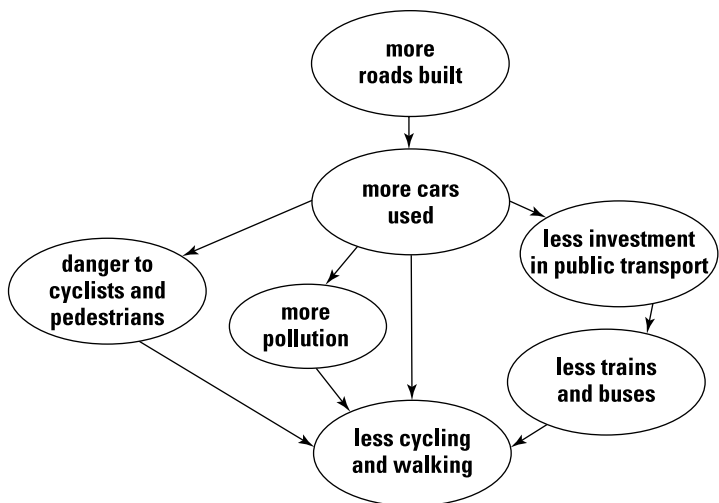 more
roads built
more cars
used
less investment
in public transport
danger to
cyclists and
pedestrians
more
pollution
less trains
and buses
less cycling
and walking